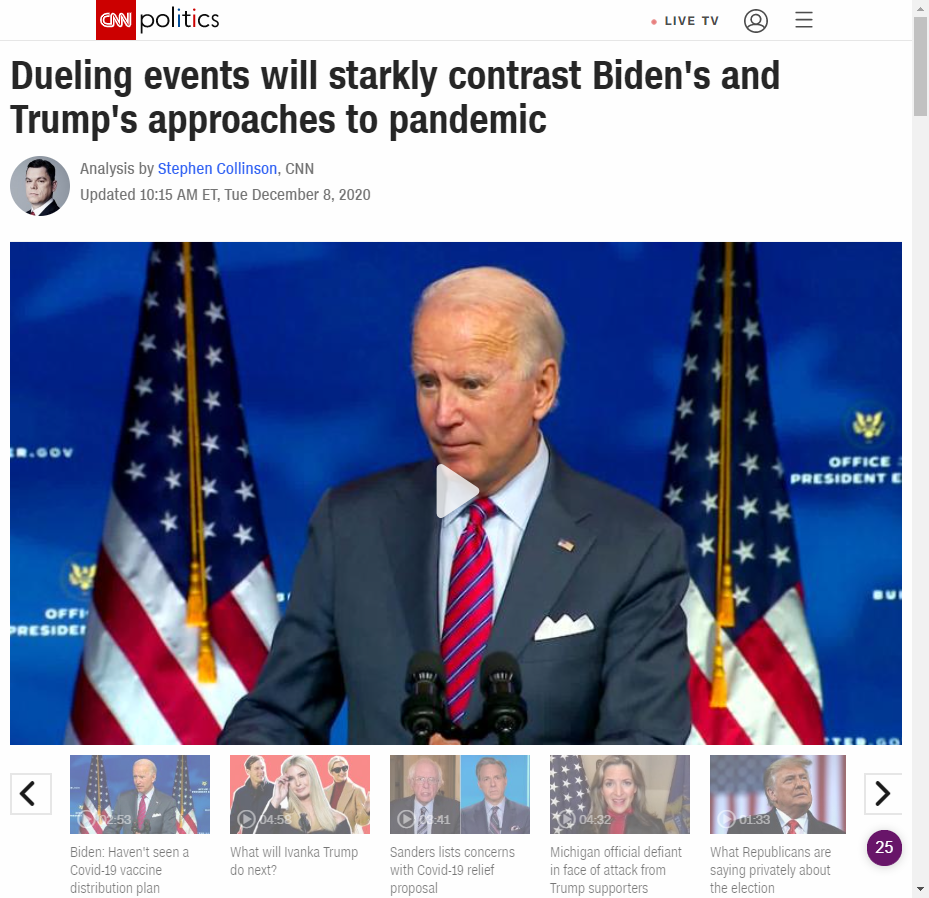 CNN politics
LIVE TV
Dueling events will starkly contrast Biden's and
Trump's approaches to pandemic
Analysis by Stephen Collinson, CNN
Updated 10:15 AM ET, Tue December 8, 2020
R.GOV
OFFICE
PRESIDENT E
OFFI
PRESIDEN
BU
TER.GO
02:53
04:58
03:41
04:32
01:33
Biden: Haven't seen a
Covid-19 vaccine
distribution plan
What will Ivanka Trump
do next?
Sanders lists concerns
with Covid-19 relief
proposal
Michigan official defiant
in face of attack from
Trump supporters
What Republicans are
saying privately about
the election
25